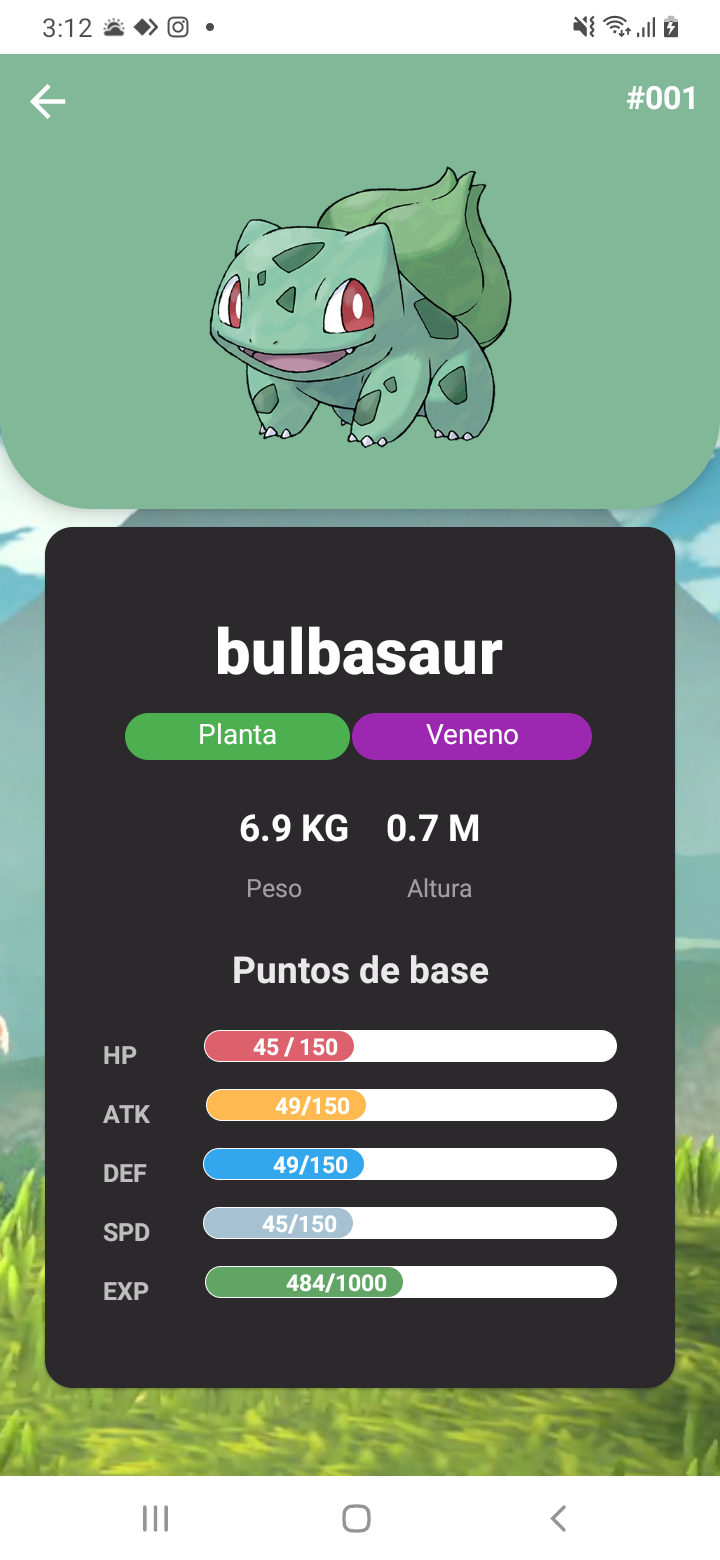 3:12
#001
bulbasaur
Planta Veneno
6.9 KG 0.7 M
Peso Altura
Puntos de base
HP 45 / 150
ATK 49/150
DEF 49/150
SPD 45/150
EXP 484/1000